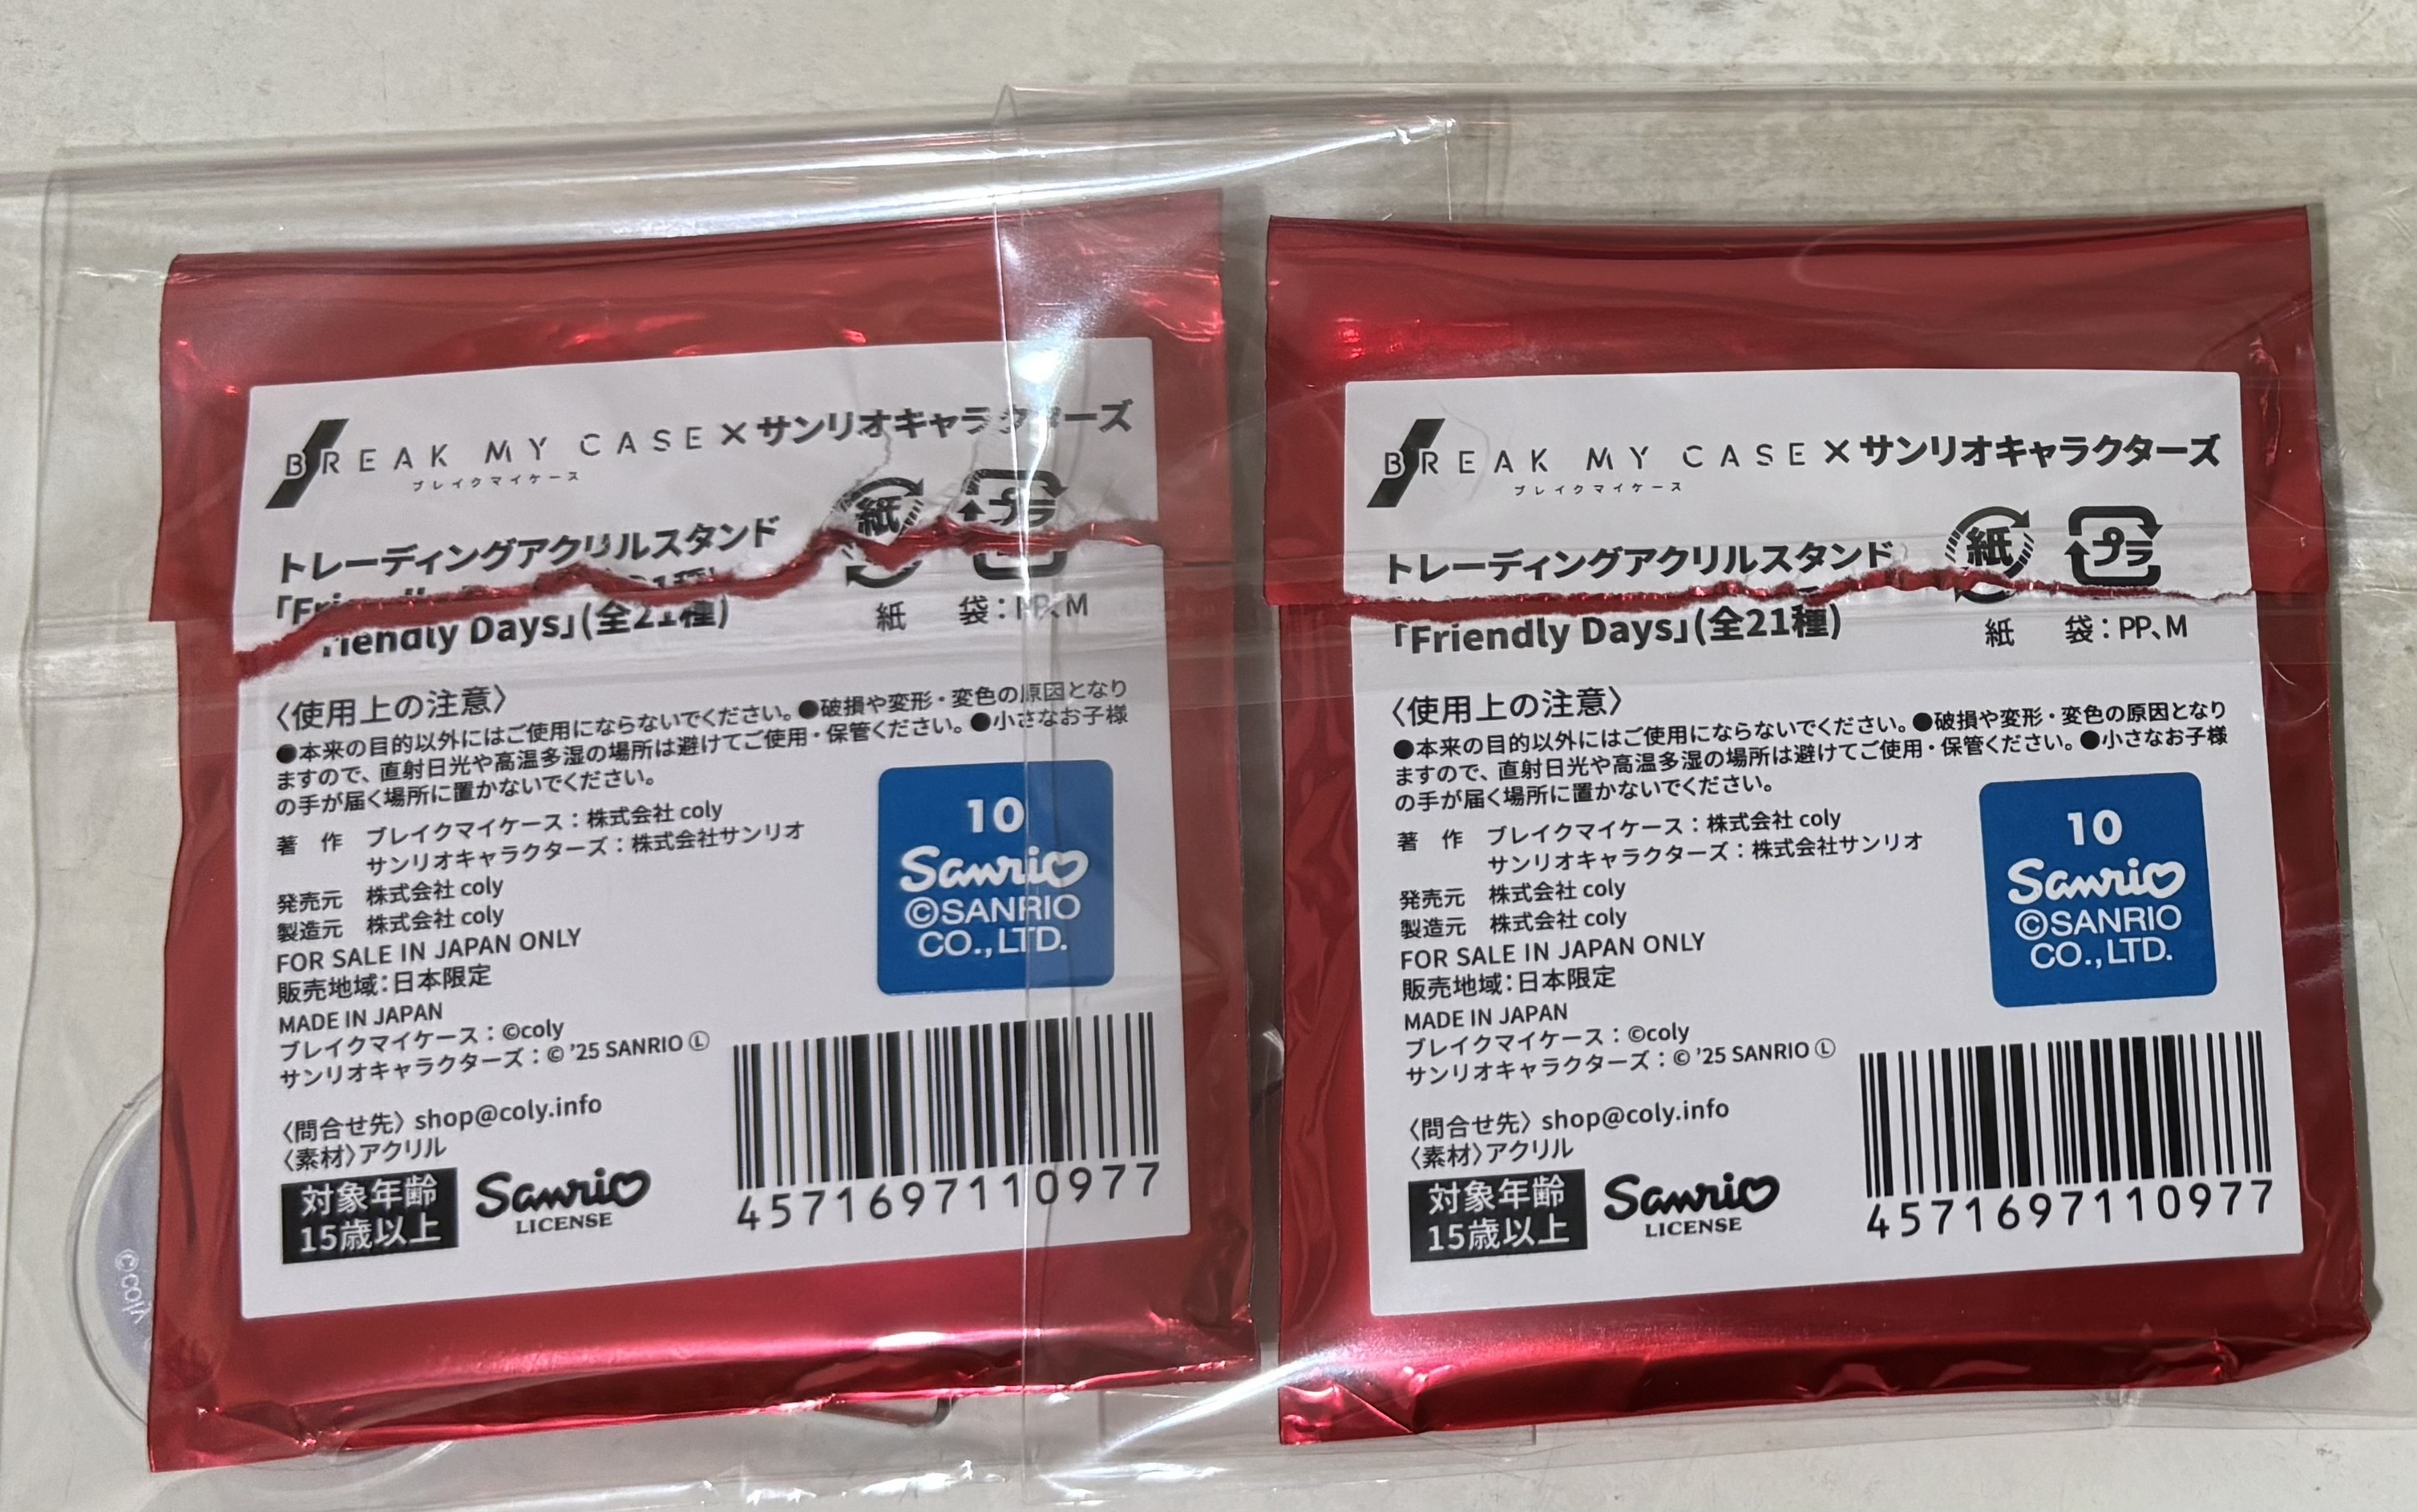 BREAK MY CASE×サンリオキャラクターズ
ブレイクマイケース
トレーディングアクリルスタンド
紙
プラ
Friendly Days」(全21種)
紙 袋：PP、M
〈使用上の注意〉
●本来の目的以外にはご使用にならないでください。●破損や変形・変色の原因となり
ますので、直射日光や高温多湿の場所は避けてご使用・保管ください。●小さなお子様
の手が届く場所に置かないでください。
著 作 ブレイクマイケース：株式会社 coly
サンリオキャラクターズ：株式会社サンリオ
発売元 株式会社 coly
製造元 株式会社 coly
FOR SALE IN JAPAN ONLY
販売地域：日本限定
MADE IN JAPAN
ブレイクマイケース：©coly
サンリオキャラクターズ：© '25 SANRIO Ⓛ
10
Sanrio
©SANRIO
CO.,LTD.
〈問合せ先〉 shop@coly.info
〈素材〉アクリル
対象年齢
15歳以上
Sanrio
LICENSE
4571697110977
©coly
BREAK MY CASE×サンリオキャラクターズ
ブレイクマイケース
トレーディングアクリルスタンド
紙
プラ
「Friendly Days」(全21種)
紙 袋：PP、M
〈使用上の注意〉
●本来の目的以外にはご使用にならないでください。●破損や変形・変色の原因となり
ますので、直射日光や高温多湿の場所は避けてご使用・保管ください。●小さなお子様
の手が届く場所に置かないでください。
著 作 ブレイクマイケース：株式会社 coly
サンリオキャラクターズ：株式会社サンリオ
発売元 株式会社 coly
製造元 株式会社 coly
FOR SALE IN JAPAN ONLY
販売地域：日本限定
MADE IN JAPAN
ブレイクマイケース：©coly
サンリオキャラクターズ：© '25 SANRIO Ⓛ
10
Sanrio
©SANRIO
CO.,LTD.
〈問合せ先〉 shop@coly.info
〈素材〉アクリル
対象年齢
15歳以上
Sanrio
LICENSE
4571697110977